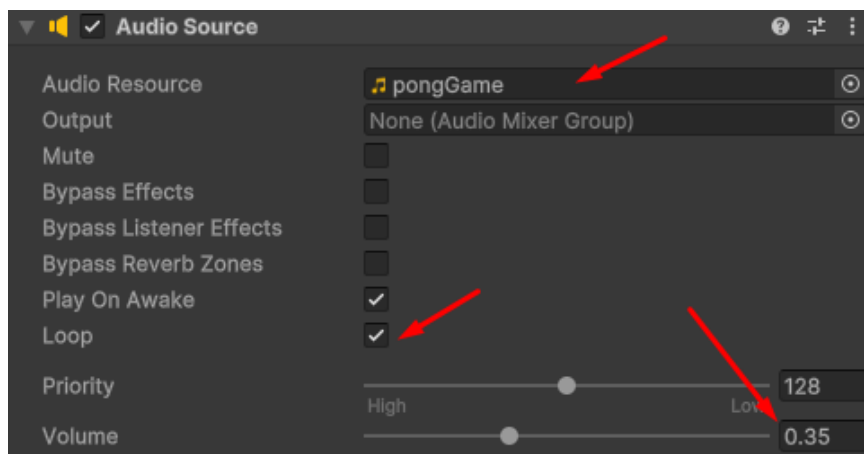 Audio Source
Audio Resource pongGame
Output None (Audio Mixer Group)
Mute
Bypass Effects
Bypass Listener Effects
Bypass Reverb Zones
Play On Awake
Loop
Priority 128
High Low
Volume 0.35